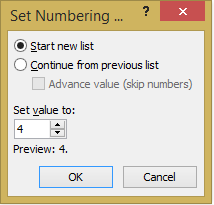 Set Numbering ... ?
Start new list
Continue from previous list
Advance value (skip numbers)
Set value to:
4
Preview: 4.
OK Cancel